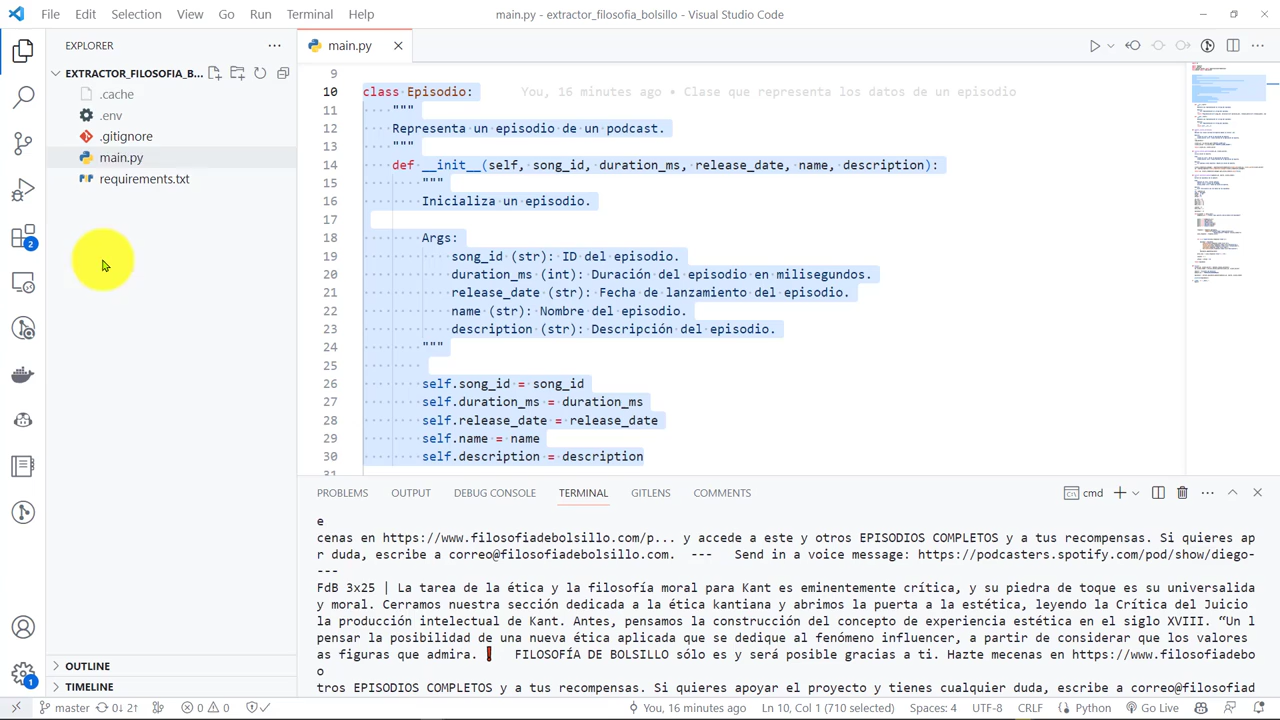 File Edit Selection View Go Run Terminal Help
main.py - extractor_filosofia_bolsillo - Visual Studio Code
EXPLORER
main.py
EXTRACTOR_FILOSOFIA_B...
.cache
.env
.gitignore
main.py
9
10 class Episodio: You, 16 minutes ago • Clase que representa los datos del episodio
11 """
12 Representa un episodio del podcast.
13 """
14 def __init__(self, song_id, duration_ms, release_date, name, description):
15 """
16 Inicializa un episodio.
17
18
19
20 duration_ms (int): Duración del episodio en milisegundos.
21 release_date (str): Fecha de lanzamiento del episodio.
22 name (str): Nombre del episodio.
23 description (str): Descripción del episodio.
24 """
25
26 self.song_id = song_id
27 self.duration_ms = duration_ms
28 self.release_date = release_date
29 self.name = name
30 self.description = description
31
PROBLEMS OUTPUT DEBUG CONSOLE TERMINAL GITLENS COMMENTS
cmd
e
cenas en https://www.filosofiadebolsillo.com/p... y accede a este y otros EPISODIOS COMPLETOS y a tus recompensas. Si quieres ap
r duda, escribe a correo@filosofiadebolsillo.com. --- Send in a voice message: https://podcasters.spotify.com/pod/show/diego-
---
FdB 3x25 | La tarea de la ética y la filosofía moral para Kant es eminentemente crítica, y su piedra de toque es su universalida
y moral. Cerramos nuestra sección dedicada a la ética kantiana y abrimos la puerta a la estética, leyendo la Crítica del Juicio
la producción intelectual de Kant. Antes, pensamos la constitución del concepto de experiencia estética en el siglo XVIII. “Un l
pensar la posibilidad de una nueva ética aplicada que se dedique al fenómeno influencer, a partir de considerar que los valores
as figuras que admira. FILOSOFÍA DE BOLSILLO sólo es y será posible gracias a ti. Hazte mecenas en https://www.filosofiadebo
o
tros EPISODIOS COMPLETOS y a tus recompensas. Si quieres apoyar el proyecto y tienes cualquier duda, escribe a correo@filosofiad
OUTLINE
TIMELINE
2
1
master 0↓ 2↑ 0 0 You, 16 minutes ago Ln 10, Col 1 (710 selected) Spaces: 4 UTF-8 CRLF Python Go Live